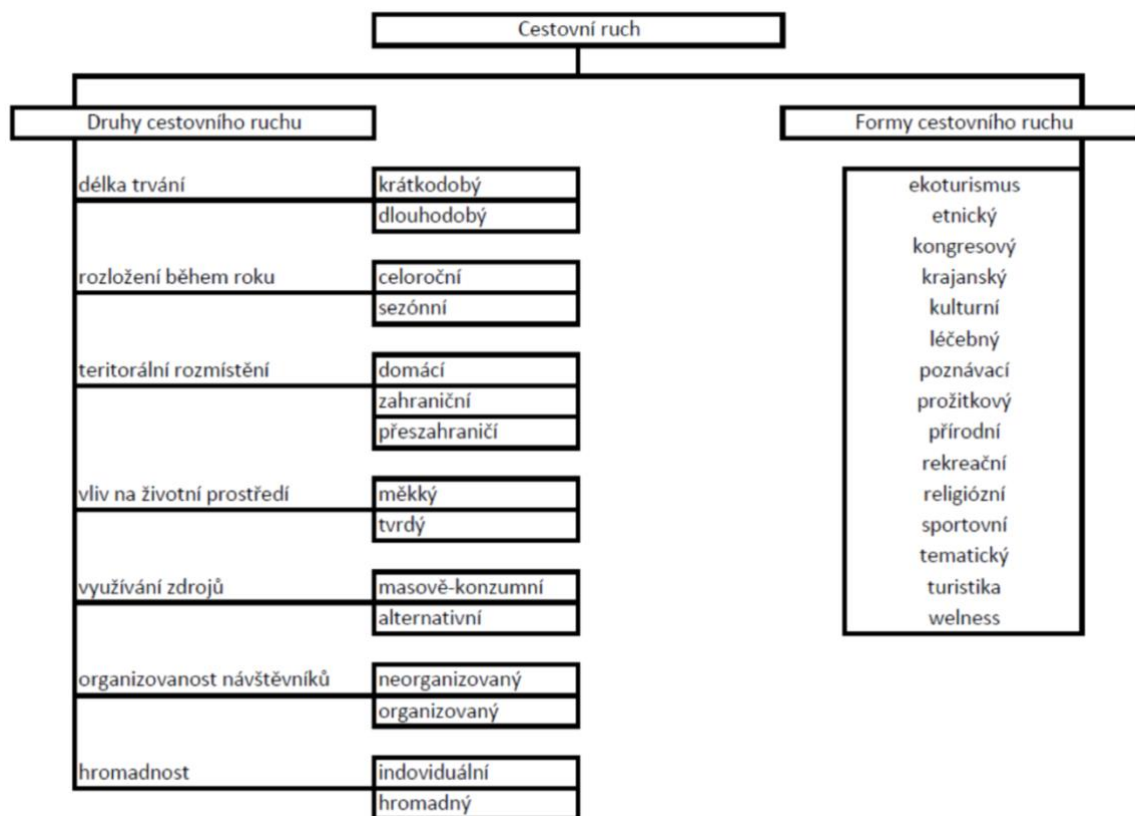 Cestovní ruch
Druhy cestovního ruchu
Formy cestovního ruchu
délka trvání
krátkodobý
dlouhodobý
rozložení během roku
celoroční
sezónní
teritorální rozmístění
domácí
zahraniční
přeszahraničí
vliv na životní prostředí
měkký
tvrdý
využívání zdrojů
masově-konzumní
alternativní
organizovanost návštěvníků
neorganizovaný
organizovaný
hromadnost
indoviduální
hromadný
ekoturismus
etnický
kongresový
krajanský
kulturní
léčebný
poznávací
prožitkový
přírodní
rekreační
religiózní
sportovní
tematický
turistika
welness